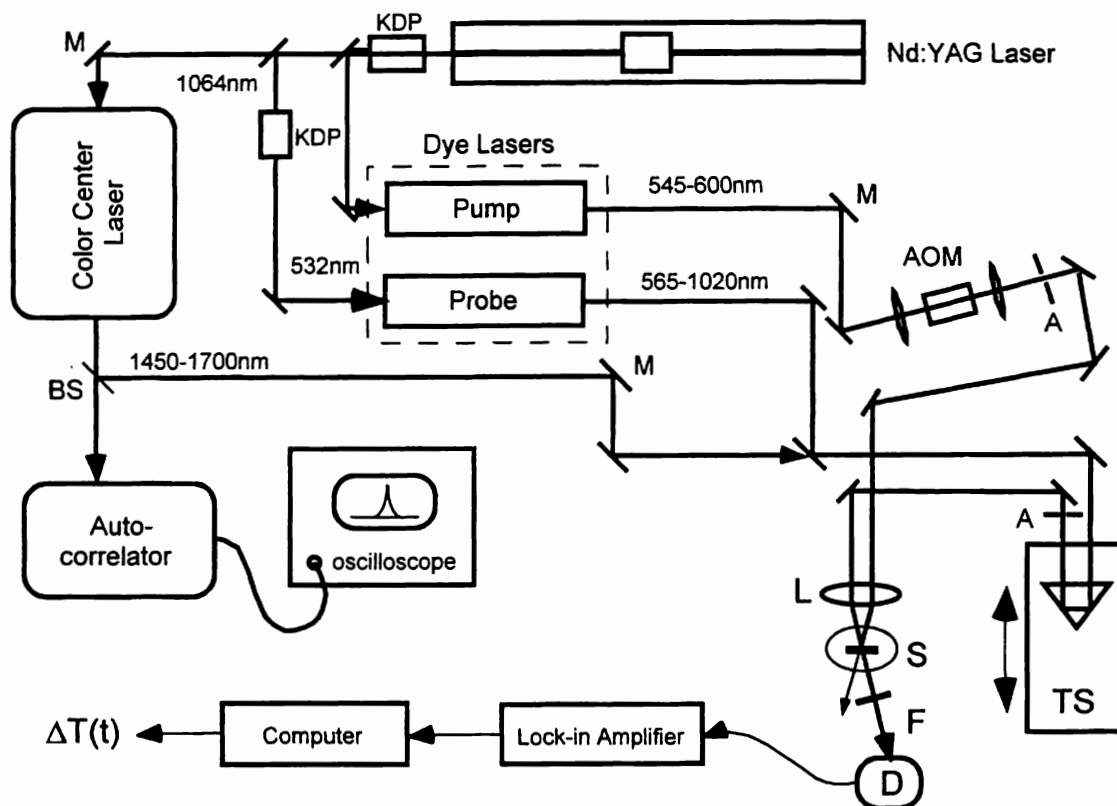 KDP
M
Nd:YAG Laser
1064nm
KDP
Color Center
Laser
Dye Lasers
545-600nm
M
Pump
AOM
532nm
565-1020nm
Probe
A
1450-1700nm
M
BS
Auto-
correlator
oscilloscope
A
L
S
TS
F
ΔT(t)
Computer
Lock-in Amplifier
D